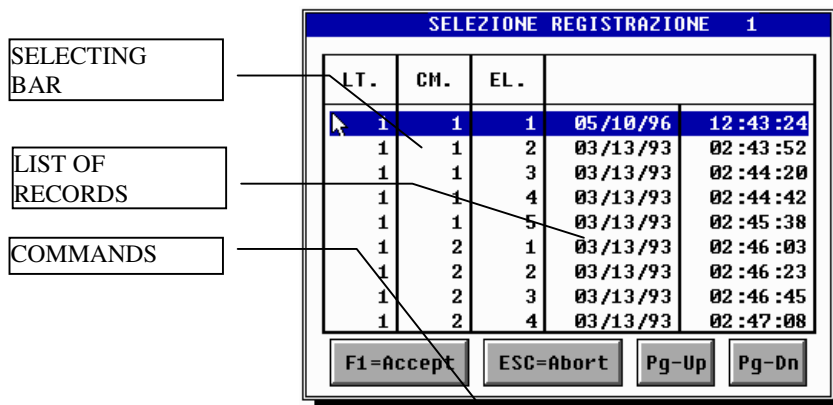 SELECTING
BAR
LIST OF
RECORDS
COMMANDS
SELEZIONE REGISTRAZIONE 1
LT. CM. EL.
1 1 1 05/10/96 12:43:24
1 1 2 03/13/93 02:43:52
1 1 3 03/13/93 02:44:20
1 1 4 03/13/93 02:44:42
1 1 5 03/13/93 02:45:38
1 2 1 03/13/93 02:46:03
1 2 2 03/13/93 02:46:23
1 2 3 03/13/93 02:46:45
1 2 4 03/13/93 02:47:08
F1=Accept ESC=Abort Pg-Up Pg-Dn